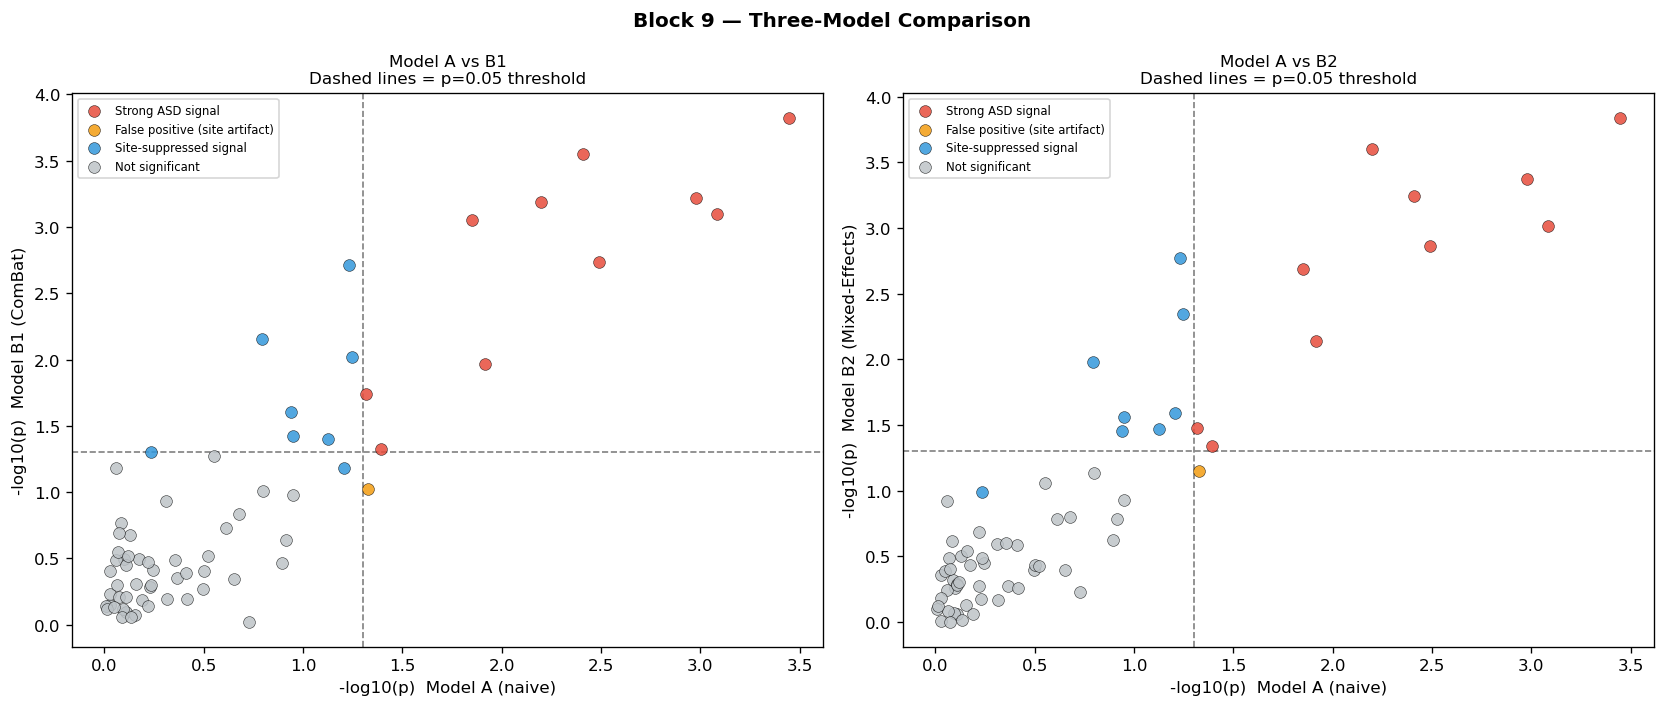 Block 9 — Three-Model Comparison
Model A vs B1
Dashed lines = p=0.05 threshold
Strong ASD signal
False positive (site artifact)
Site-suppressed signal
Not significant
-log10(p)  Model B1 (ComBat)
4.0
3.5
3.0
2.5
2.0
1.5
1.0
0.5
0.0
0.0 0.5 1.0 1.5 2.0 2.5 3.0 3.5
-log10(p)  Model A (naive)
Model A vs B2
Dashed lines = p=0.05 threshold
Strong ASD signal
False positive (site artifact)
Site-suppressed signal
Not significant
-log10(p)  Model B2 (Mixed-Effects)
4.0
3.5
3.0
2.5
2.0
1.5
1.0
0.5
0.0
0.0 0.5 1.0 1.5 2.0 2.5 3.0 3.5
-log10(p)  Model A (naive)